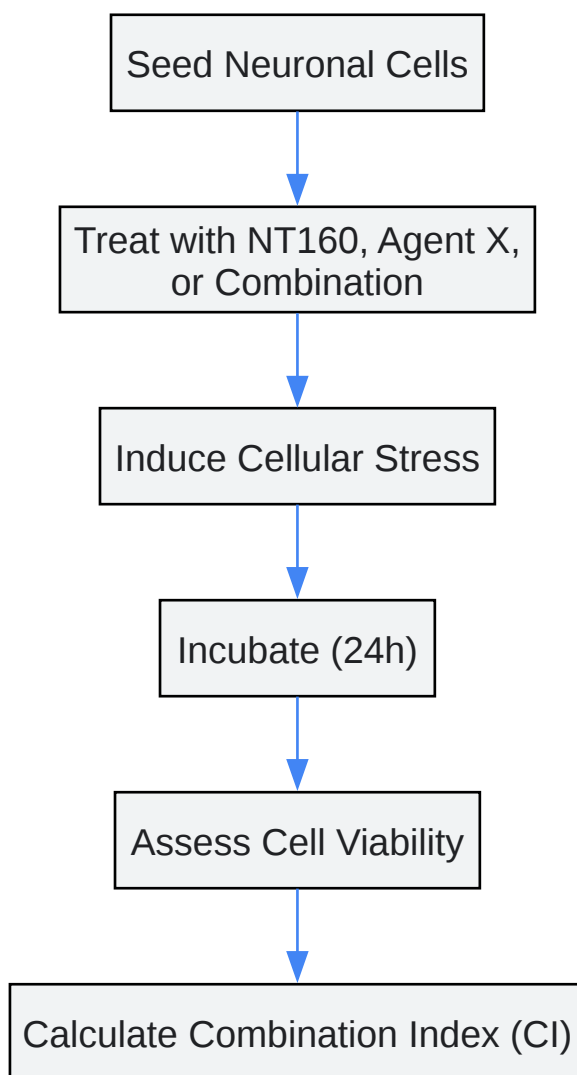 Seed Neuronal Cells
Treat with NT160, Agent X,
or Combination
Induce Cellular Stress
Incubate (24h)
Assess Cell Viability
Calculate Combination Index (CI)